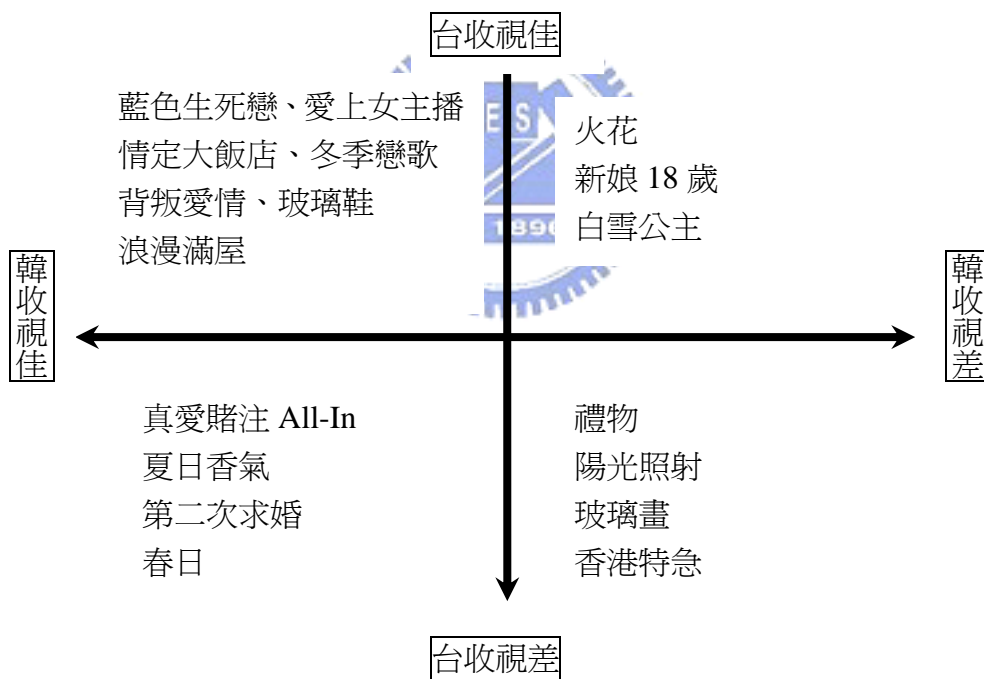 台收視佳
藍色生死戀、愛上女主播
情定大飯店、冬季戀歌
背叛愛情、玻璃鞋
浪漫滿屋
ES
火花
新娘 18 歲
白雪公主
1896
韓收視佳
韓收視差
真愛賭注 All-In
夏日香氣
第二次求婚
春日
禮物
陽光照射
玻璃畫
香港特急
台收視差